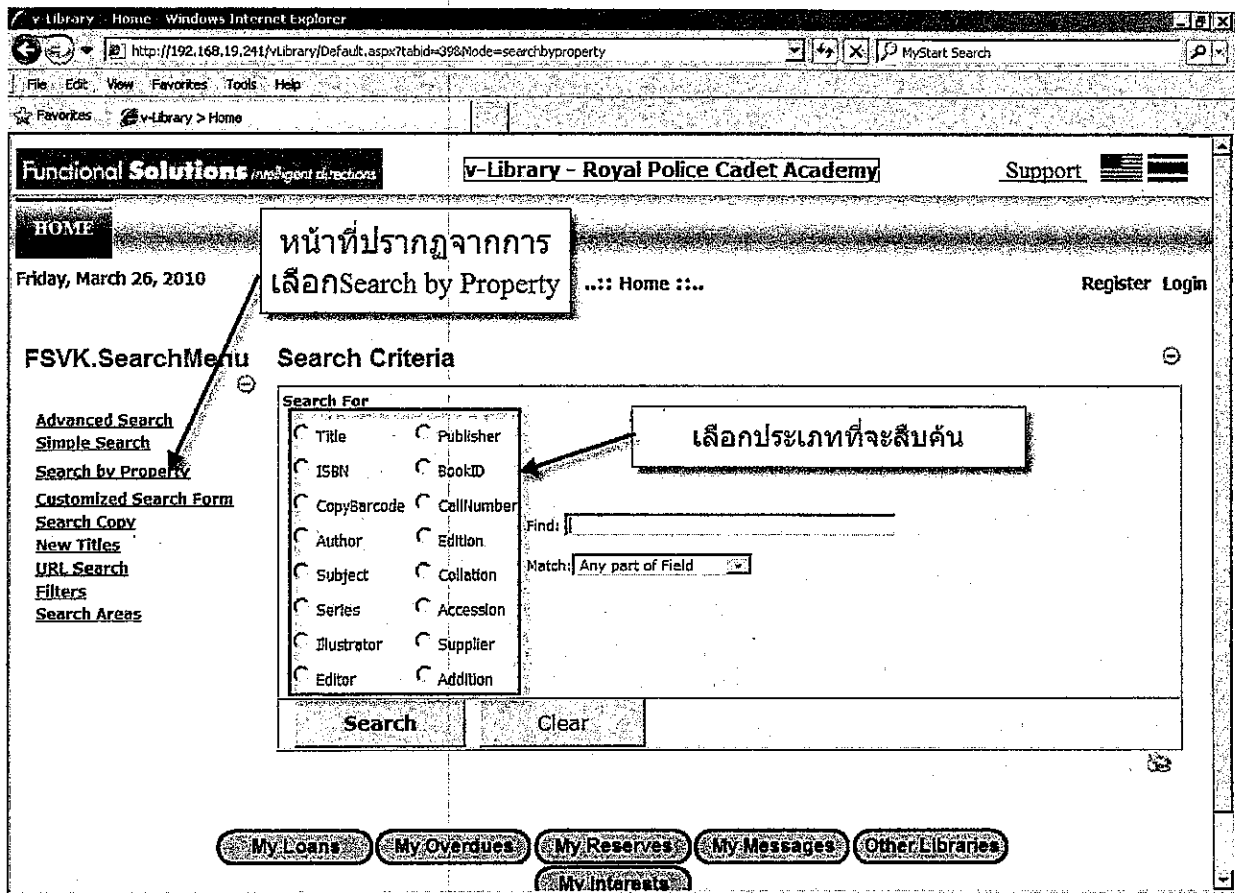 v-Library - Home - Windows Internet Explorer
http://192.168.19.241/vLibrary/Default.aspx?tabid=39&Mode=searchbyproperty
MyStart Search
File Edit View Favorites Tools Help
Favorites v-Library > Home
Functional Solutions intelligent directions
v-Library - Royal Police Cadet Academy
Support
HOME
หน้าที่ปรากฏจากการ
เลือกSearch by Property
Friday, March 26, 2010
..:: Home ::..
Register Login
FSVK.SearchMenu
Search Criteria
Advanced Search
Simple Search
Search by Property
Customized Search Form
Search Copy
New Titles
URL Search
Filters
Search Areas
Search For
Title Publisher
ISBN BookID
CopyBarcode CallNumber
Author Edition
Subject Collation
Series Accession
Illustrator Supplier
Editor Addition
เลือกประเภทที่จะสืบค้น
Find:
Match: Any part of Field
Search Clear
My Loans My Overdues My Reserves My Messages Other Libraries
My Interests